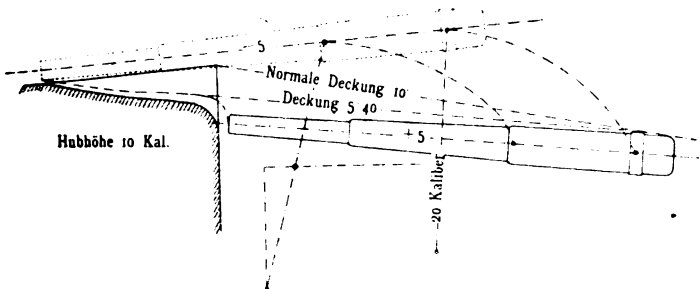 5
Normale Deckung 10
Deckung 5 40
Hubhöhe 10 Kal.
+5
20 Kaliber